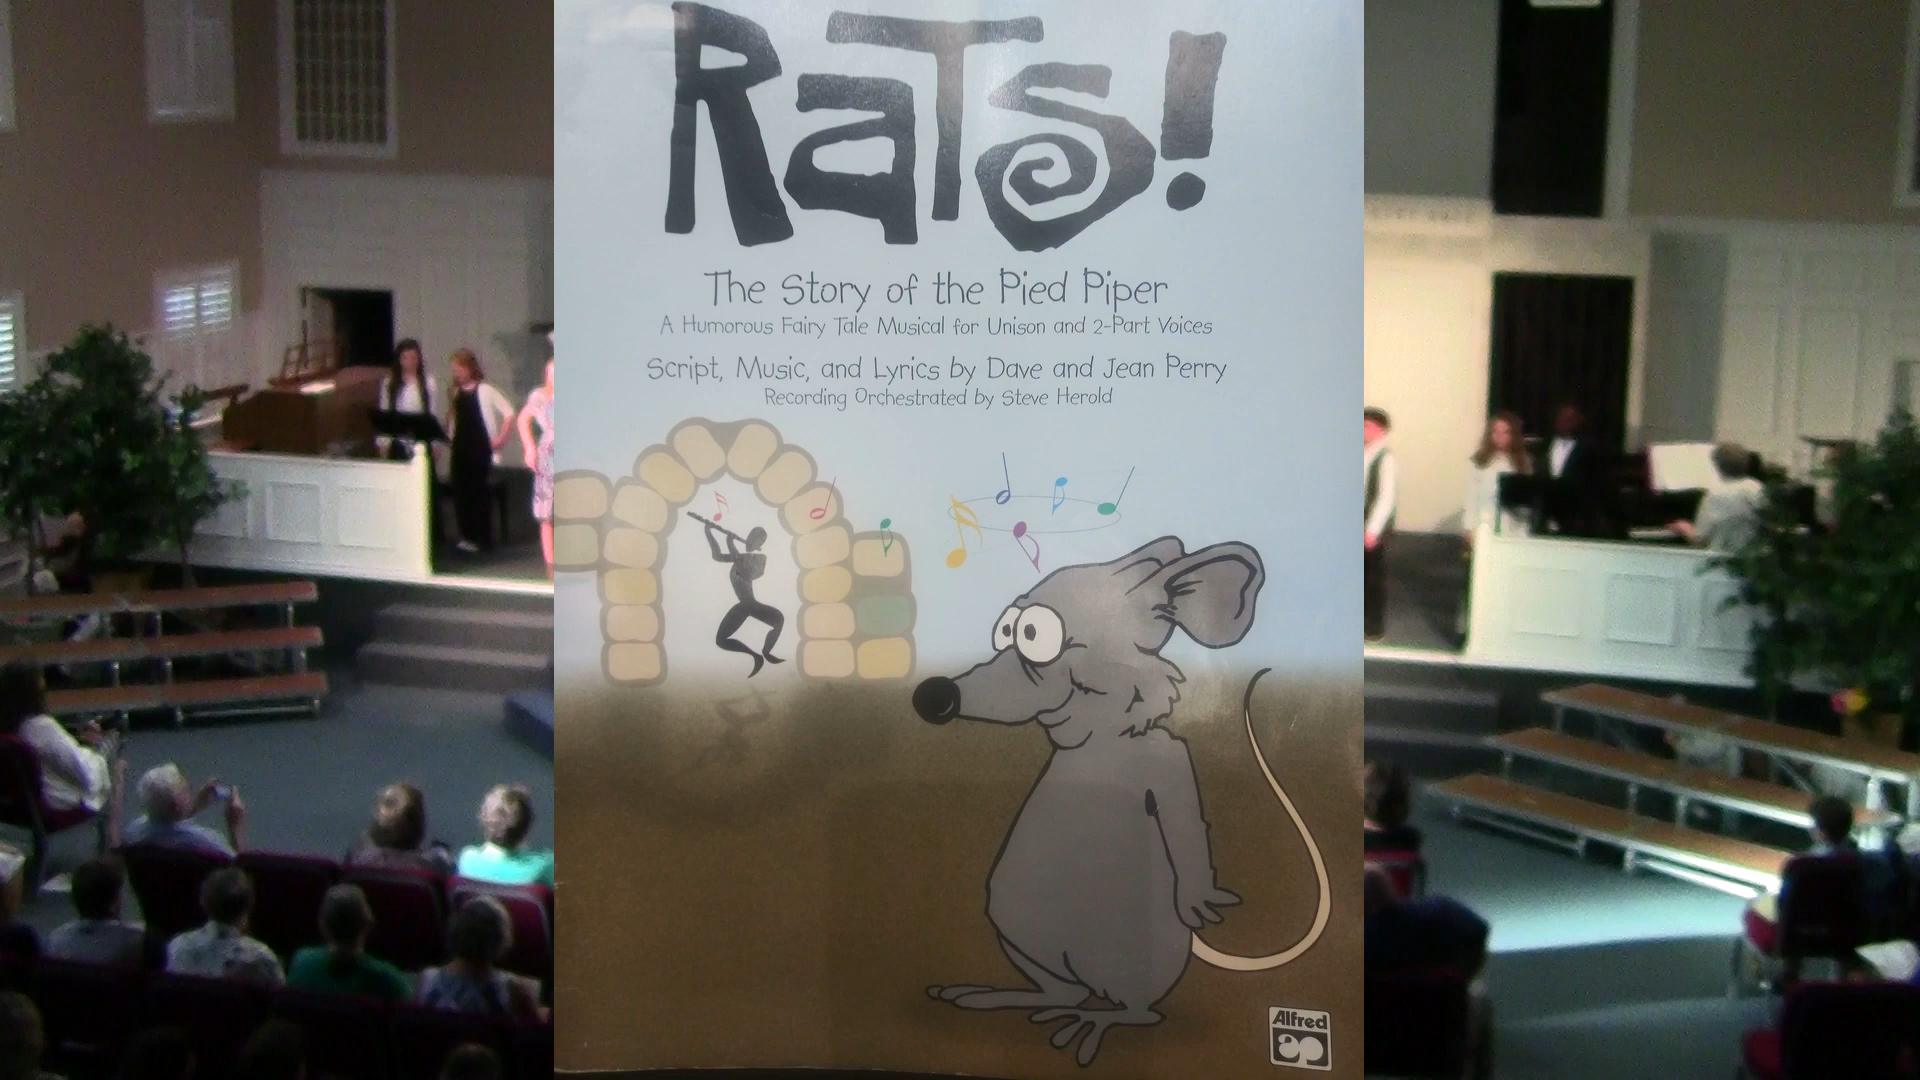 RaTS!
The Story of the Pied Piper
A Humorous Fairy Tale Musical for Unison and 2-Part Voices
Script, Music, and Lyrics by Dave and Jean Perry
Recording Orchestrated by Steve Herold
Alfred
ap